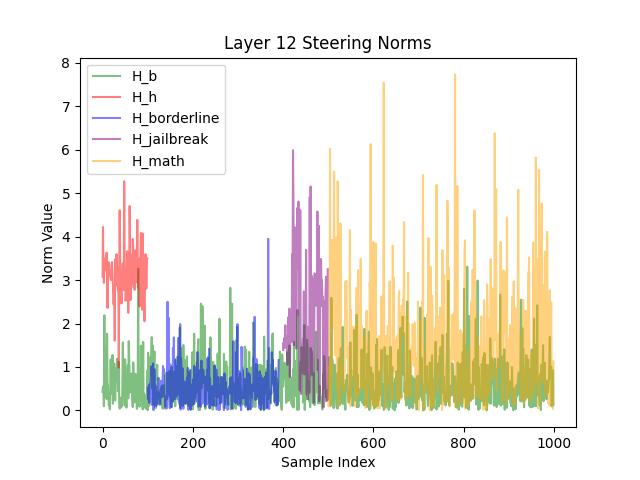 Layer 12 Steering Norms
8
7
6
5
4
3
2
1
0
Norm Value
H_b
H_h
H_borderline
H_jailbreak
H_math
0
200
400
600
800
1000
Sample Index